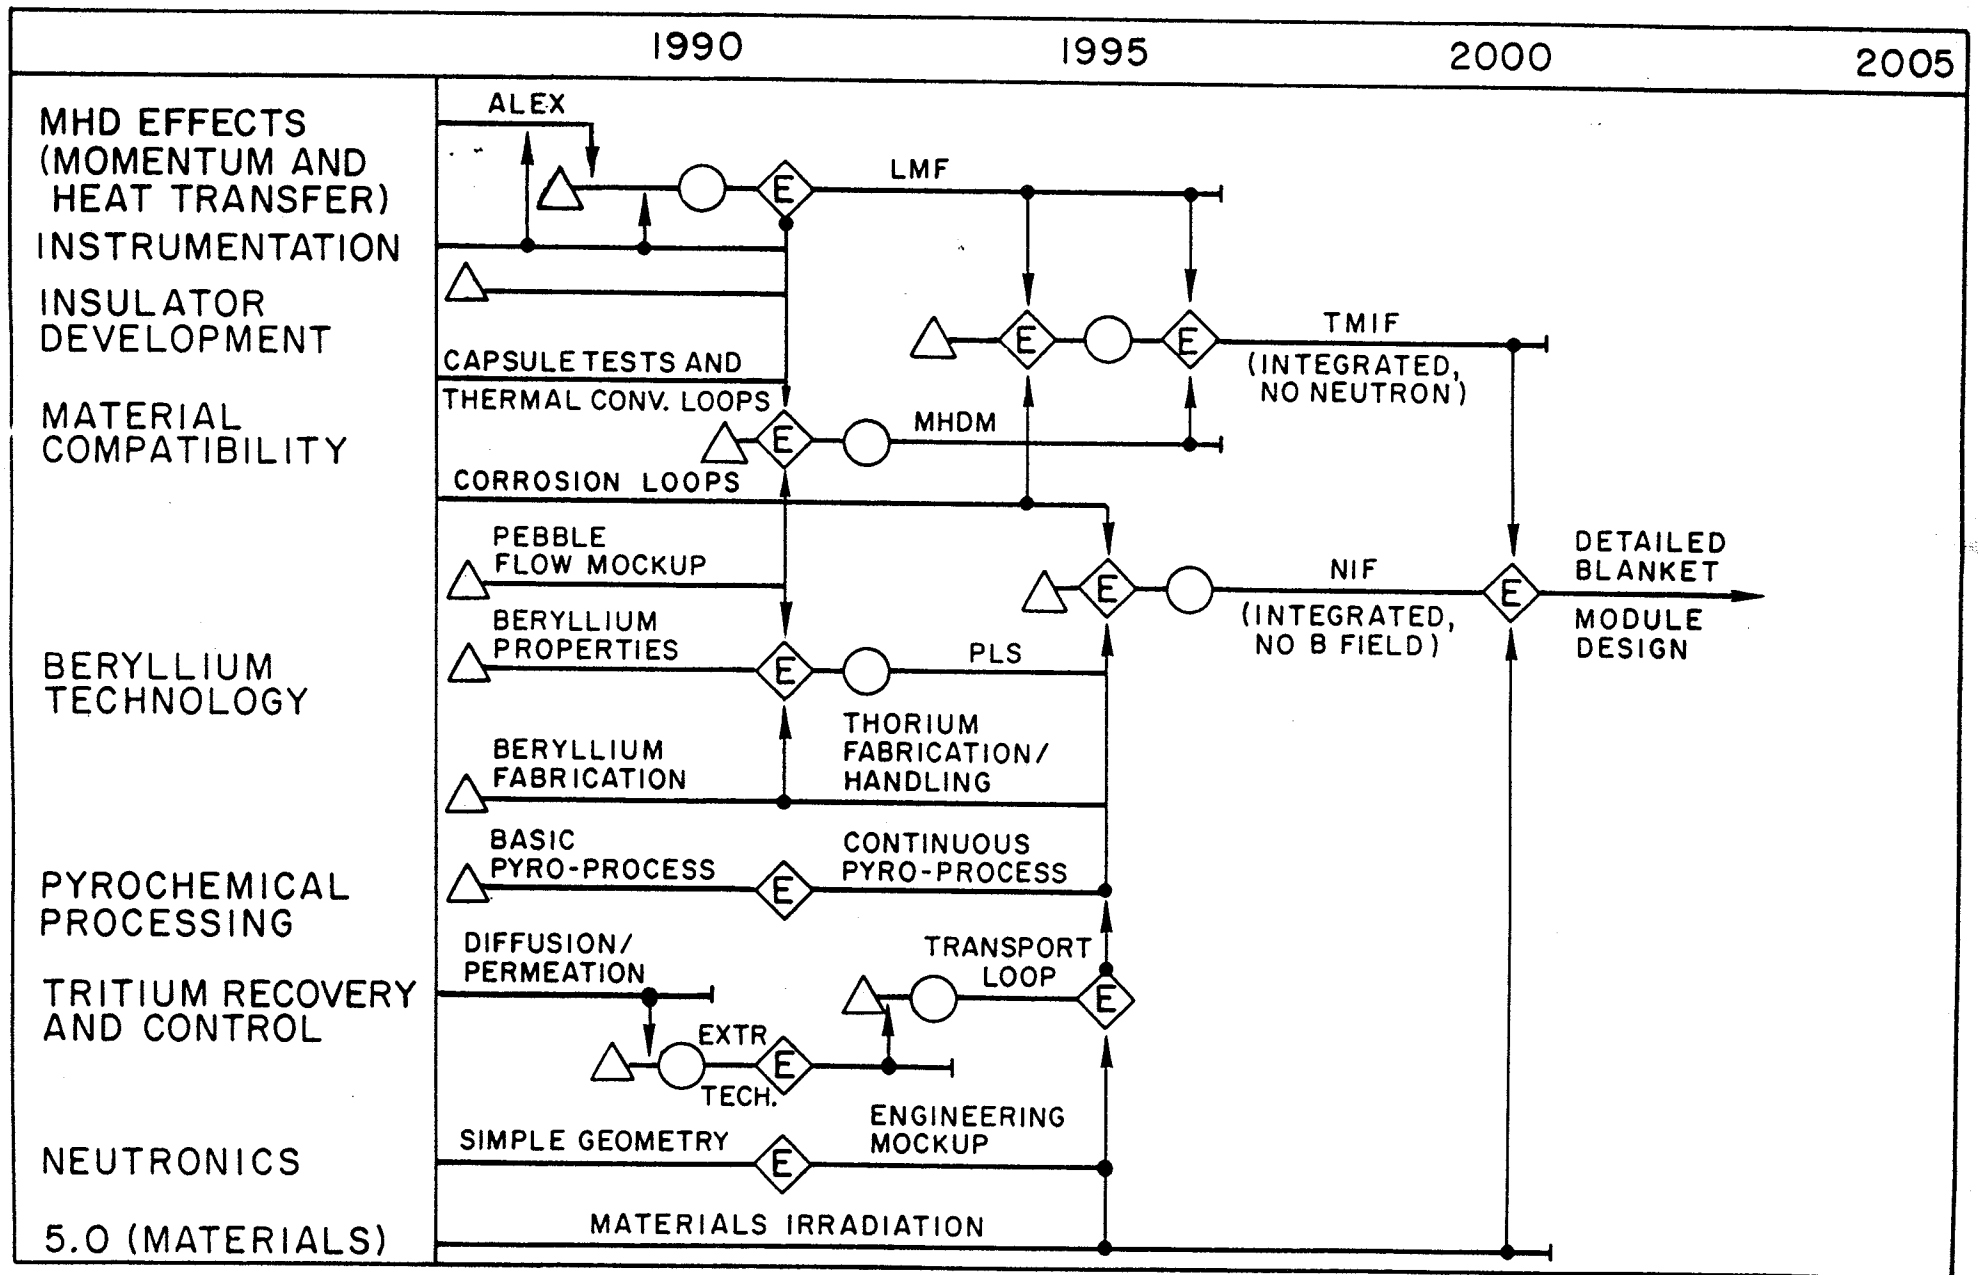 1990 1995 2000 2005
ALEX
MHD EFFECTS
(MOMENTUM AND
HEAT TRANSFER)
E
LMF
INSTRUMENTATION
INSULATOR
DEVELOPMENT
E
E
TMIF
(INTEGRATED,
NO NEUTRON)
CAPSULE TESTS AND
THERMAL CONV. LOOPS
MATERIAL
COMPATIBILITY
E
MHDM
CORROSION LOOPS
PEBBLE
FLOW MOCKUP
E
NIF
(INTEGRATED,
NO B FIELD)
E
DETAILED
BLANKET
MODULE
DESIGN
BERYLLIUM
PROPERTIES
BERYLLIUM
TECHNOLOGY
E
PLS
BERYLLIUM
FABRICATION
THORIUM
FABRICATION/
HANDLING
BASIC
PYRO-PROCESS
E
CONTINUOUS
PYRO-PROCESS
PYROCHEMICAL
PROCESSING
DIFFUSION/
PERMEATION
TRANSPORT
LOOP
E
TRITIUM RECOVERY
AND CONTROL
EXTR
TECH.
E
SIMPLE GEOMETRY
E
ENGINEERING
MOCKUP
NEUTRONICS
MATERIALS IRRADIATION
5.0 (MATERIALS)